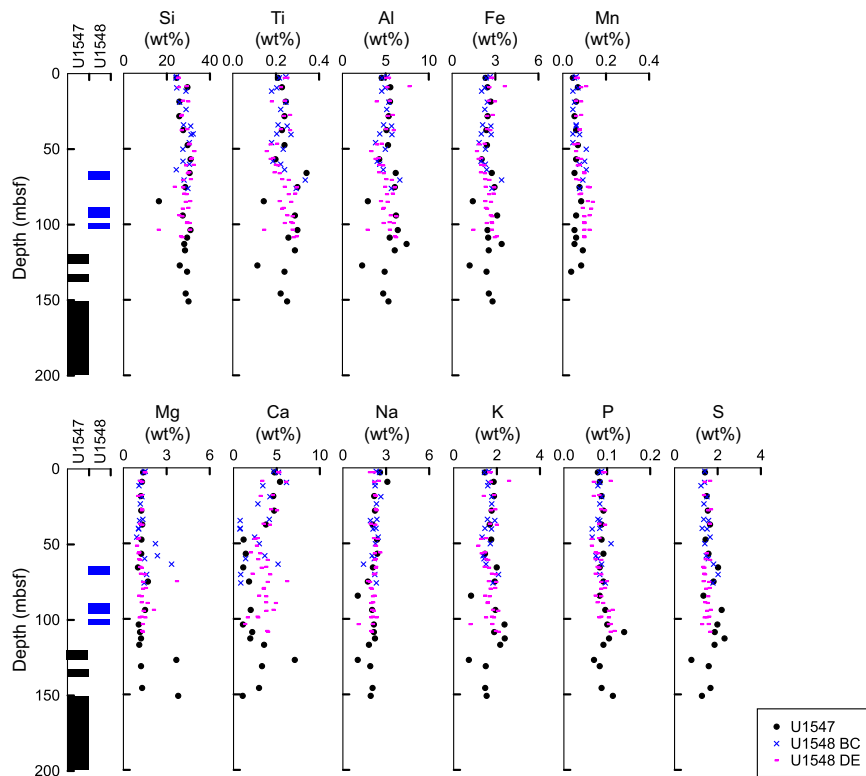 Si Ti Al Fe Mn
(wt%) (wt%) (wt%) (wt%) (wt%)
U1547 U1548
0 20 40 0.0 0.2 0.4 0 5 10 0 3 6 0.0 0.2 0.4
0
50
100
150
200
Depth (mbsf)
Mg Ca Na K P S
(wt%) (wt%) (wt%) (wt%) (wt%) (wt%)
U1547 U1548
0 3 6 0 5 10 0 3 6 0 2 4 0.0 0.1 0.2 0 2 4
0
50
100
150
200
Depth (mbsf)
U1547
U1548 BC
U1548 DE